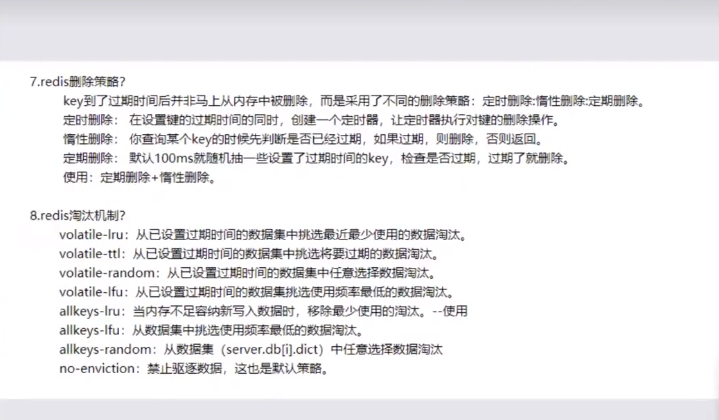 7.redis删除策略?
key到了过期时间后并非马上从内存中被删除，而是采用了不同的删除策略：定时删除:惰性删除:定期删除。
定时删除： 在设置键的过期时间的同时，创建一个定时器，让定时器执行对键的删除操作。
惰性删除： 你查询某个key的时候先判断是否已经过期，如果过期，则删除，否则返回。
定期删除： 默认100ms就随机抽一些设置了过期时间的key，检查是否过期，过期了就删除。
使用：定期删除+惰性删除。
8.redis淘汰机制?
volatile-lru：从已设置过期时间的数据集中挑选最近最少使用的数据淘汰。
volatile-ttl：从已设置过期时间的数据集中挑选将要过期的数据淘汰。
volatile-random：从已设置过期时间的数据集中任意选择数据淘汰。
volatile-lfu：从已设置过期时间的数据集挑选使用频率最低的数据淘汰。
allkeys-lru：当内存不足容纳新写入数据时，移除最少使用的淘汰。--使用
allkeys-lfu：从数据集中挑选使用频率最低的数据淘汰。
allkeys-random：从数据集（server.db[i].dict）中任意选择数据淘汰
no-enviction：禁止驱逐数据，这也是默认策略。